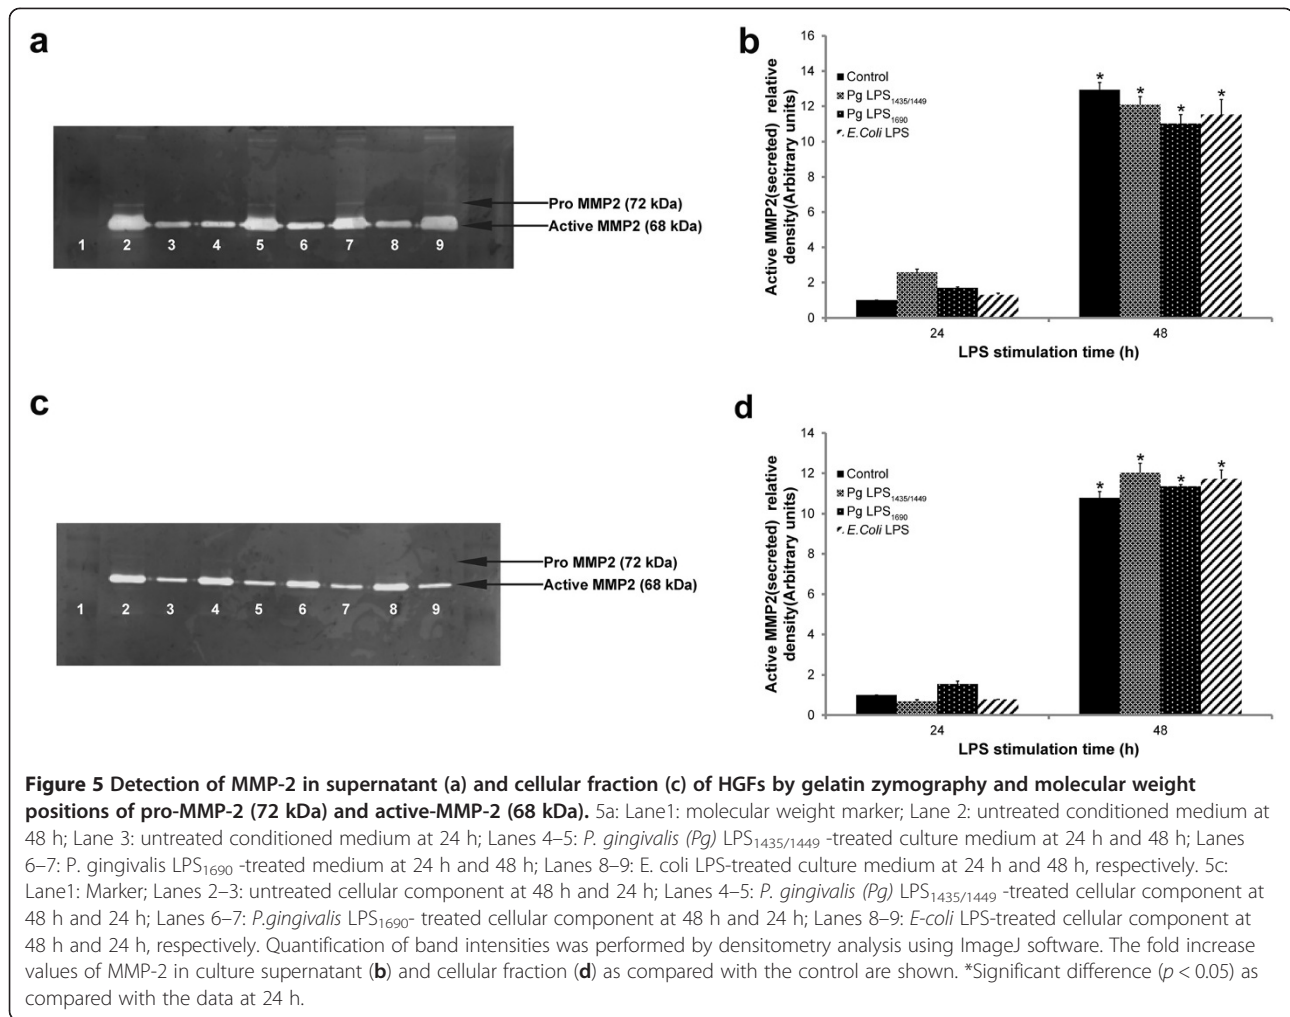 a
Pro MMP2 (72 kDa)
Active MMP2 (68 kDa)
1 2 3 4 5 6 7 8 9
b
Active MMP2(secreted) relative
density(Arbitrary units)
16
14
12
10
8
6
4
2
0
Control
Pg LPS1435/1449
Pg LPS1690
E.Coli LPS
* * * *
24 48
LPS stimulation time (h)
c
Pro MMP2 (72 kDa)
Active MMP2 (68 kDa)
1 2 3 4 5 6 7 8 9
d
Active MMP2(secreted) relative
density(Arbitrary units)
14
12
10
8
6
4
2
0
Control
Pg LPS1435/1449
Pg LPS1690
E.Coli LPS
* * * *
24 48
LPS stimulation time (h)
Figure 5 Detection of MMP-2 in supernatant (a) and cellular fraction (c) of HGFs by gelatin zymography and molecular weight
positions of pro-MMP-2 (72 kDa) and active-MMP-2 (68 kDa). 5a: Lane1: molecular weight marker; Lane 2: untreated conditioned medium at
48 h; Lane 3: untreated conditioned medium at 24 h; Lanes 4–5: P. gingivalis (Pg) LPS1435/1449 -treated culture medium at 24 h and 48 h; Lanes
6–7: P. gingivalis LPS1690 -treated medium at 24 h and 48 h; Lanes 8–9: E. coli LPS-treated culture medium at 24 h and 48 h, respectively. 5c:
Lane1: Marker; Lanes 2–3: untreated cellular component at 48 h and 24 h; Lanes 4–5: P. gingivalis (Pg) LPS1435/1449 -treated cellular component at
48 h and 24 h; Lanes 6–7: P.gingivalis LPS1690- treated cellular component at 48 h and 24 h; Lanes 8–9: E-coli LPS-treated cellular component at
48 h and 24 h, respectively. Quantification of band intensities was performed by densitometry analysis using ImageJ software. The fold increase
values of MMP-2 in culture supernatant (b) and cellular fraction (d) as compared with the control are shown. *Significant difference (p < 0.05) as
compared with the data at 24 h.